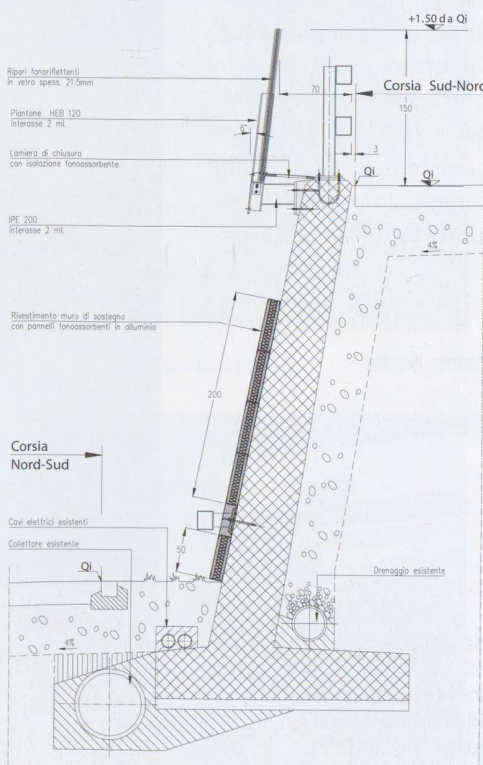 +1.50 da Qi
Ripari fonoriflettenti
in vetro spess. 21.5mm
70
Corsia Sud-Nord
Piantane HEB 120
interasse 2 ml.
150
6°
Lamiera di chiusura
con isolazione fonoassorbente
3
Qi
Qi
IPE 200
interasse 2 ml.
4%
Rivestimento muro di sostegno
con pannelli fonoassorbenti in alluminio
200
Corsia
Nord-Sud
Cavi elettrici esistenti
Collettore esistente
50
Qi
Drenaggio esistente
4%